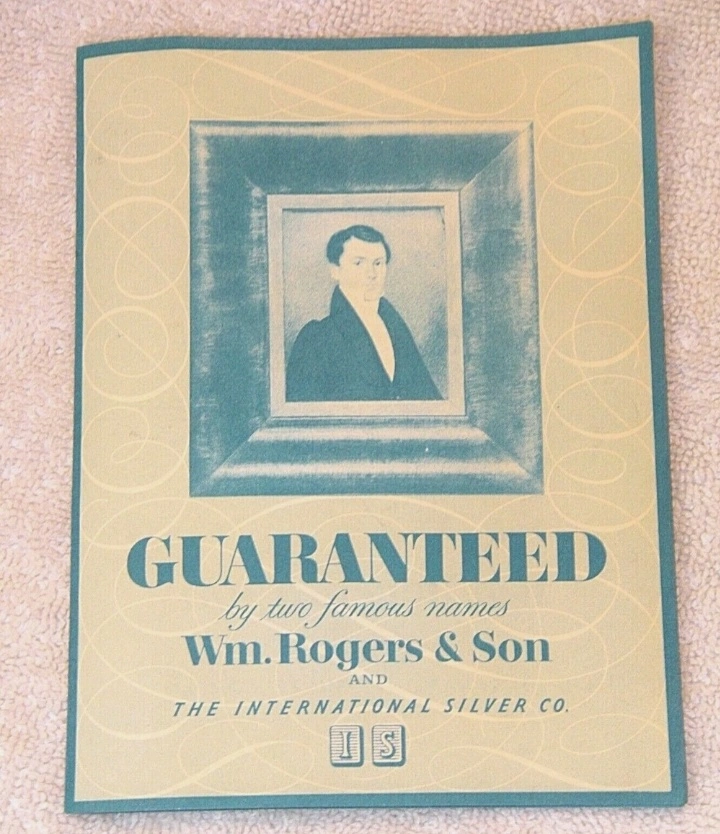 GUARANTEED
by two famous names
Wm. Rogers & Son
AND
THE INTERNATIONAL SILVER CO.
I S